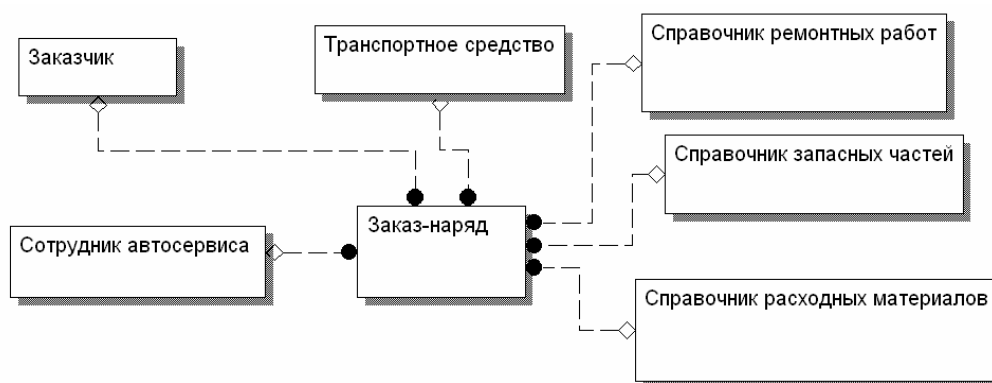 Заказчик
Транспортное средство
Справочник ремонтных работ
Справочник запасных частей
Сотрудник автосервиса
Заказ-наряд
Справочник расходных материалов